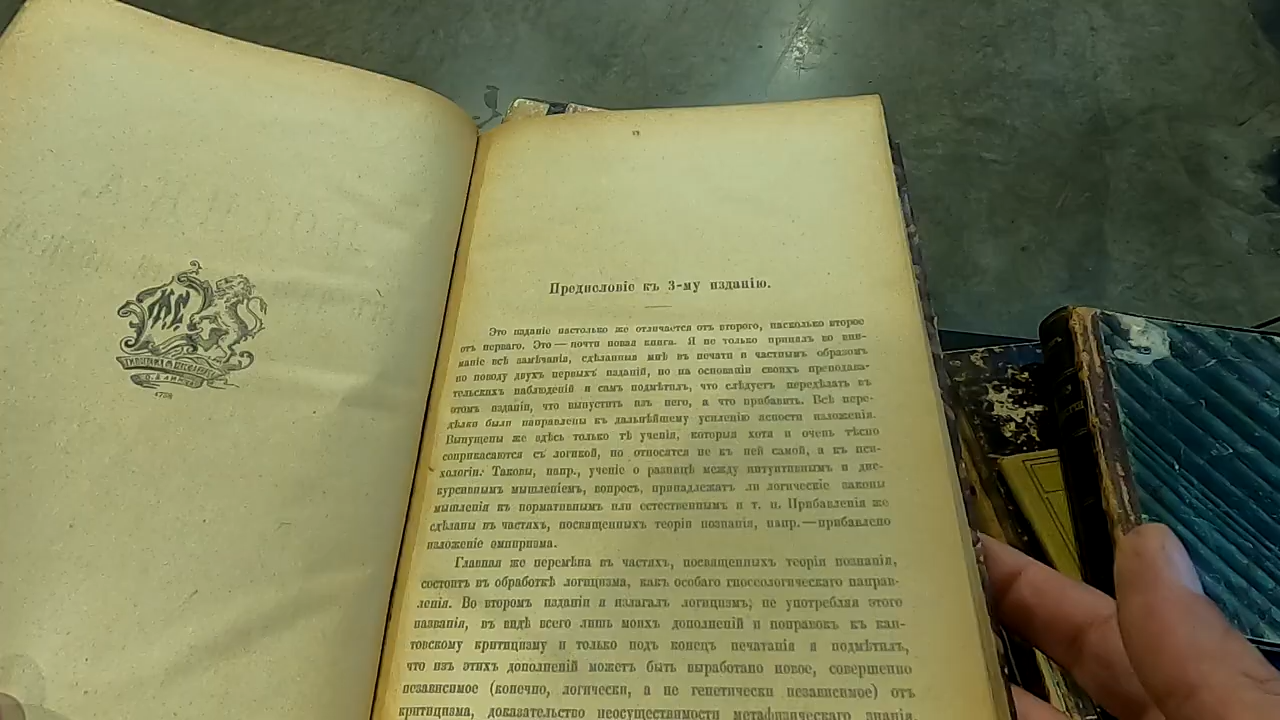 Предисловіе къ 3-му изданію.
Это изданіе настолько же отличается отъ второго, насколько второе
отъ перваго. Это — почти новая книга. Я не только принялъ во вни-
маніе всѣ замѣчанія, сдѣланныя мнѣ въ печати и частнымъ образомъ
по поводу двухъ первыхъ изданій, но на основаніи своихъ преподава-
тельскихъ наблюденій и самъ подмѣтилъ, что слѣдуетъ передѣлать въ
этомъ изданіи, что выпустить изъ него, а что прибавить. Всѣ пере-
дѣлки были направлены къ дальнѣйшему усиленію ясности изложенія.
Выпущены же здѣсь только тѣ ученія, которыя хотя и очень тѣсно
соприкасаются съ логикой, но относятся не къ ней самой, а къ пси-
хологіи. Таковы, напр., ученіе о разницѣ между интуитивнымъ и дис-
курсивнымъ мышленіемъ, вопросъ, принадлежатъ ли логическіе законы
мышленія къ нормативнымъ или естественнымъ и т. п. Прибавленія же
сдѣланы въ частяхъ, посвященныхъ теоріи познанія, напр. — прибавлено
изложеніе эмпиризма.
Главная же перемѣна въ частяхъ, посвященныхъ теоріи познанія,
состоитъ въ обработкѣ логицизма, какъ особаго гносеологическаго направ-
ленія. Во второмъ изданіи я излагалъ логицизмъ, не употребляя этого
названія, въ видѣ всего лишь моихъ дополненій и поправокъ къ кан-
товскому критицизму и только подъ конецъ печатанія я подмѣтилъ,
что изъ этихъ дополненій можетъ быть выработано новое, совершенно
независимое (конечно, логически, а не генетически независимое) отъ
критицизма, доказательство неосуществимости метафизическаго знанія,